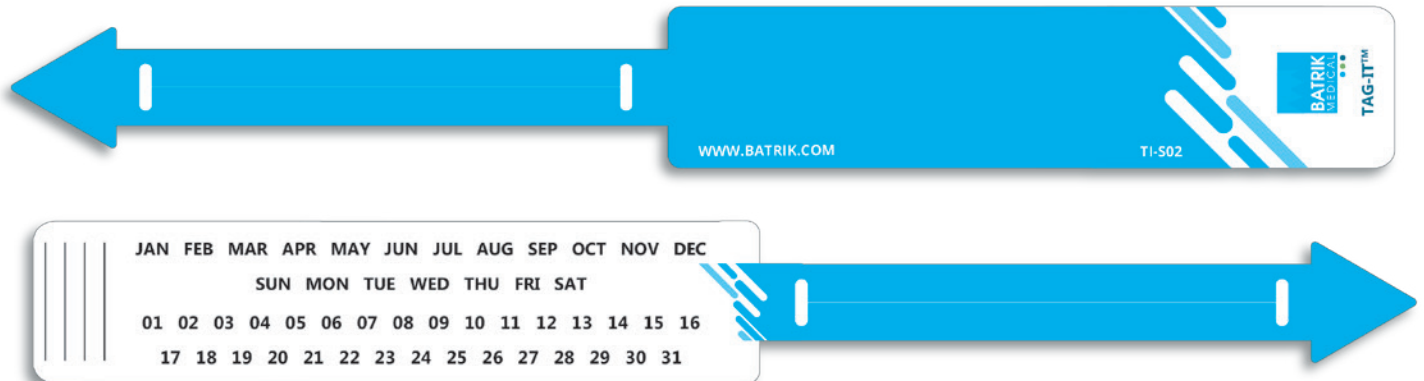 WWW.BATRIK.COM
TI-S02
BATRIK
MEDICAL
TAG-IT™
JAN FEB MAR APR MAY JUN JUL AUG SEP OCT NOV DEC
SUN MON TUE WED THU FRI SAT
01 02 03 04 05 06 07 08 09 10 11 12 13 14 15 16
17 18 19 20 21 22 23 24 25 26 27 28 29 30 31